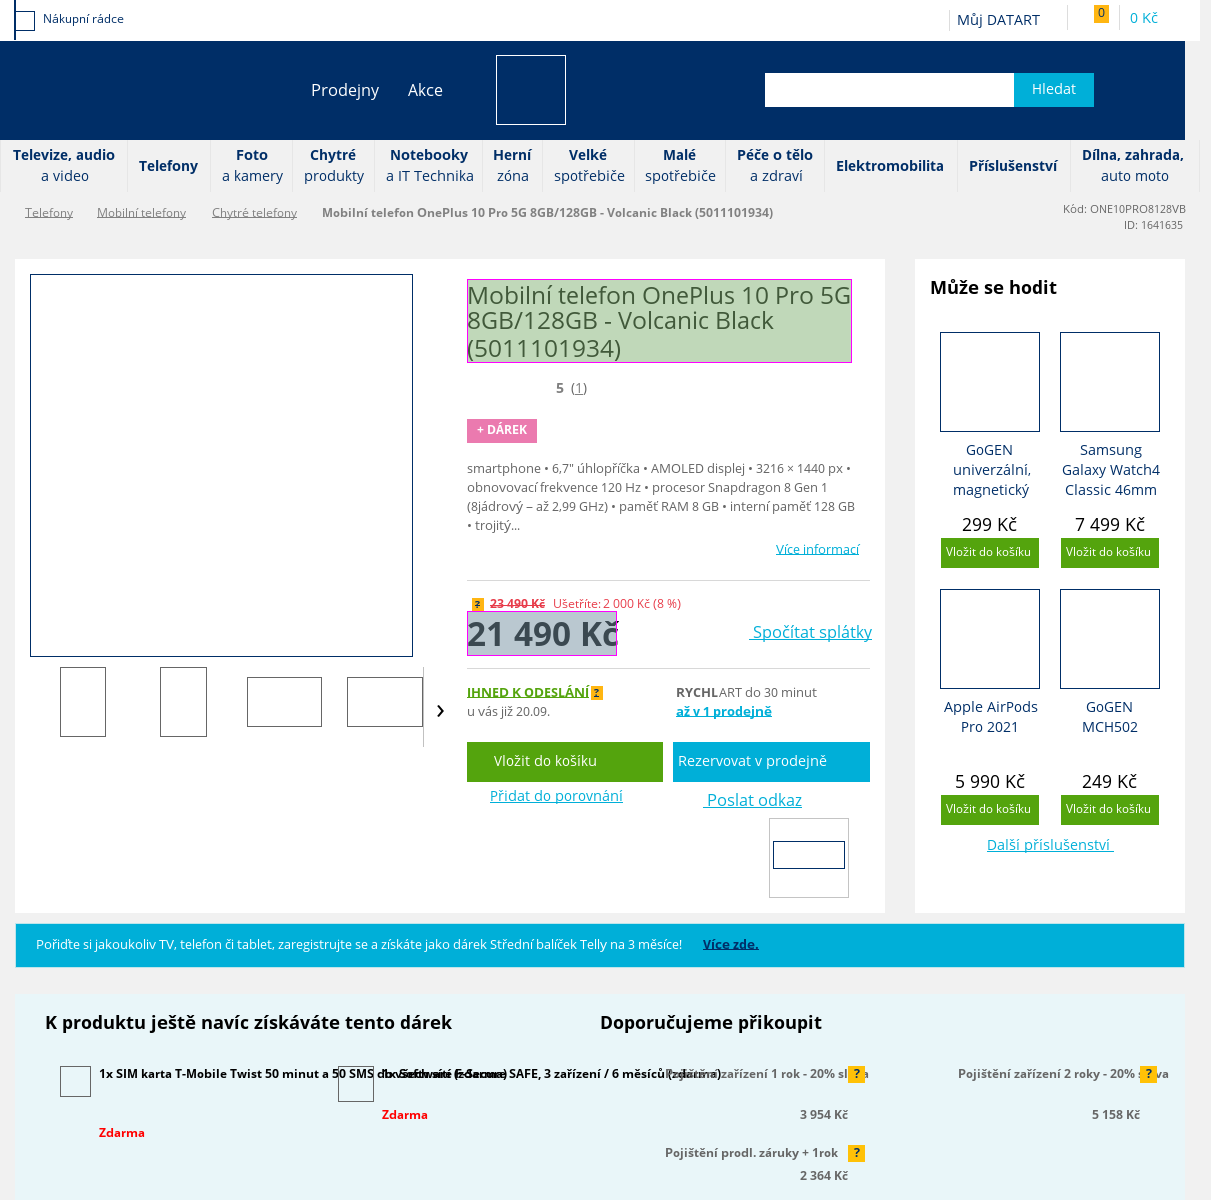 Nákupní rádce
Můj DATART
0
0 Kč
Prodejny
Akce
Hledat
Televize, audio
a video
Telefony
Foto
a kamery
Chytré
produkty
Notebooky
a IT Technika
Herní
zóna
Velké
spotřebiče
Malé
spotřebiče
Péče o tělo
a zdraví
Elektromobilita
Příslušenství
Dílna, zahrada,
auto moto
Telefony
Mobilní telefony
Chytré telefony
Mobilní telefon OnePlus 10 Pro 5G 8GB/128GB - Volcanic Black (5011101934)
Kód: ONE10PRO8128VB
ID: 1641635
Mobilní telefon OnePlus 10 Pro 5G
8GB/128GB - Volcanic Black
(5011101934)
5 (1)
+ DÁREK
smartphone • 6,7" úhlopříčka • AMOLED displej • 3216 × 1440 px •
obnovovací frekvence 120 Hz • procesor Snapdragon 8 Gen 1
(8jádrový – až 2,99 GHz) • paměť RAM 8 GB • interní paměť 128 GB
• trojitý...
Více informací
? 23 490 Kč Ušetříte: 2 000 Kč (8 %)
21 490 Kč
Spočítat splátky
IHNED K ODESLÁNÍ ?
u vás již 20.09.
RYCHLART do 30 minut
až v 1 prodejně
Vložit do košíku
Rezervovat v prodejně
Přidat do porovnání
Poslat odkaz
Může se hodit
GoGEN
univerzální,
magnetický
299 Kč
Vložit do košíku
Samsung
Galaxy Watch4
Classic 46mm
7 499 Kč
Vložit do košíku
Apple AirPods
Pro 2021
5 990 Kč
Vložit do košíku
GoGEN
MCH502
249 Kč
Vložit do košíku
Další příslušenství
Pořiďte si jakoukoliv TV, telefon či tablet, zaregistrujte se a získáte jako dárek Střední balíček Telly na 3 měsíce!
Více zde.
K produktu ještě navíc získáváte tento dárek
1x SIM karta T-Mobile Twist 50 minut a 50 SMS do všech sítí (zdarma)
Zdarma
1x Software F-Secure SAFE, 3 zařízení / 6 měsíců (zdarma)
Zdarma
Doporučujeme přikoupit
Pojištění zařízení 1 rok - 20% sleva
?
3 954 Kč
Pojištění zařízení 2 roky - 20% sleva
?
5 158 Kč
Pojištění prodl. záruky + 1rok
?
2 364 Kč